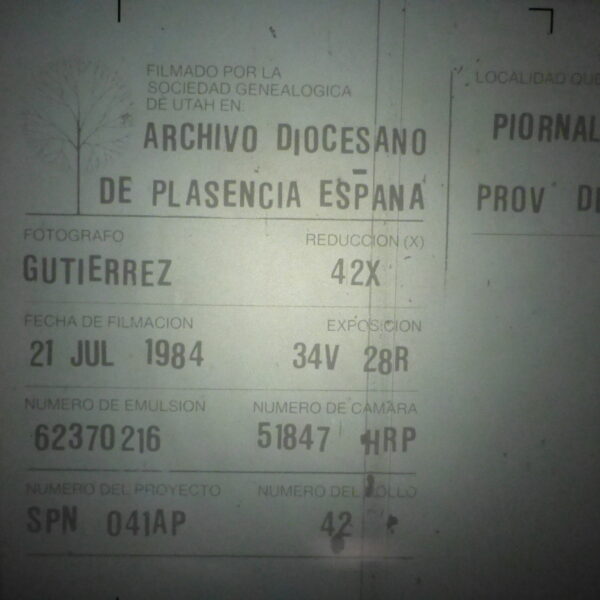 FILMADO POR LA
SOCIEDAD GENEALOGICA
DE UTAH EN:
ARCHIVO DIOCESANO
DE PLASENCIA ESPANA
FOTOGRAFO REDUCCION (X)
GUTIERREZ 42X
FECHA DE FILMACION EXPOSICION
21 JUL 1984 34V 28R
NUMERO DE EMULSION NUMERO DE CAMARA
62370216 51847 HRP
NUMERO DEL PROYECTO NUMERO DEL ROLLO
SPN 041AP 42
LOCALIDAD QUE
PIORNAL
PROV DE